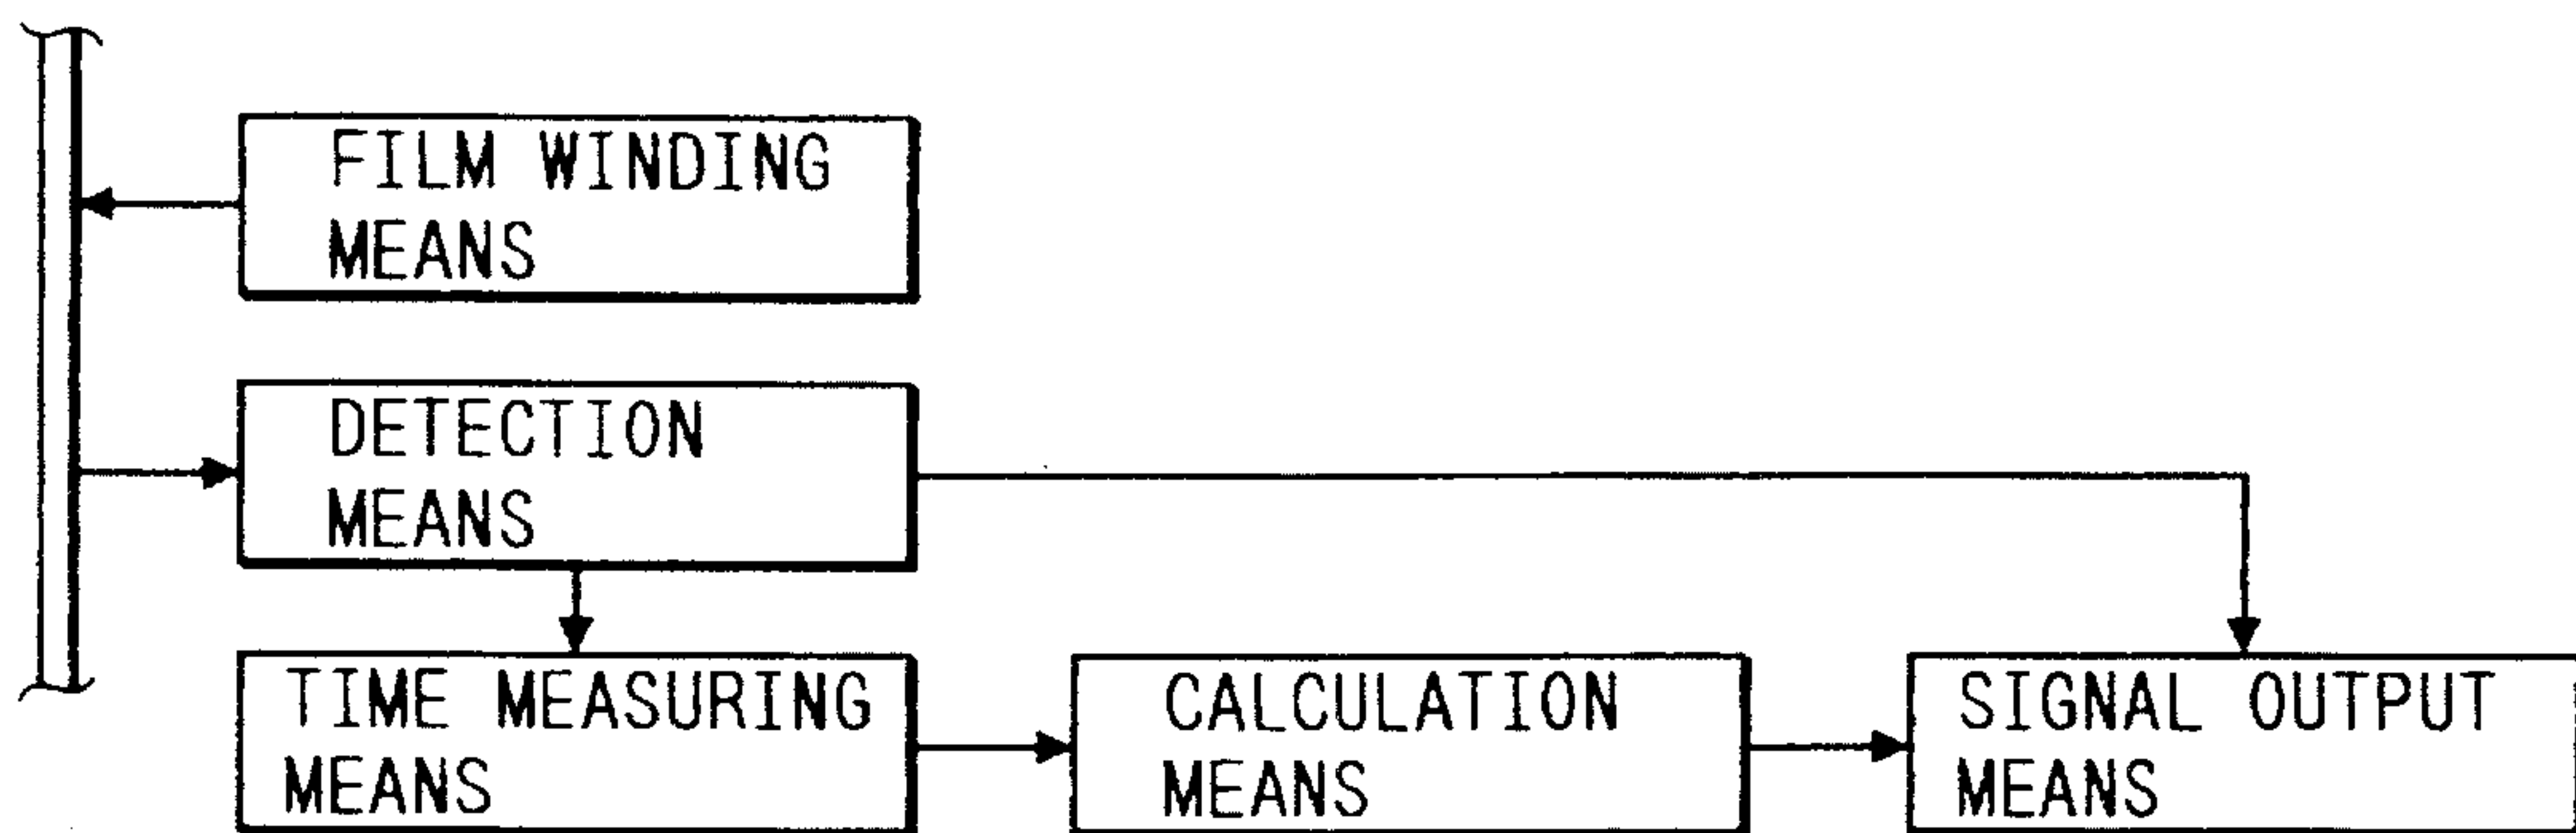 FILM WINDING
MEANS
DETECTION
MEANS
TIME MEASURING
MEANS
CALCULATION
MEANS
SIGNAL OUTPUT
MEANS